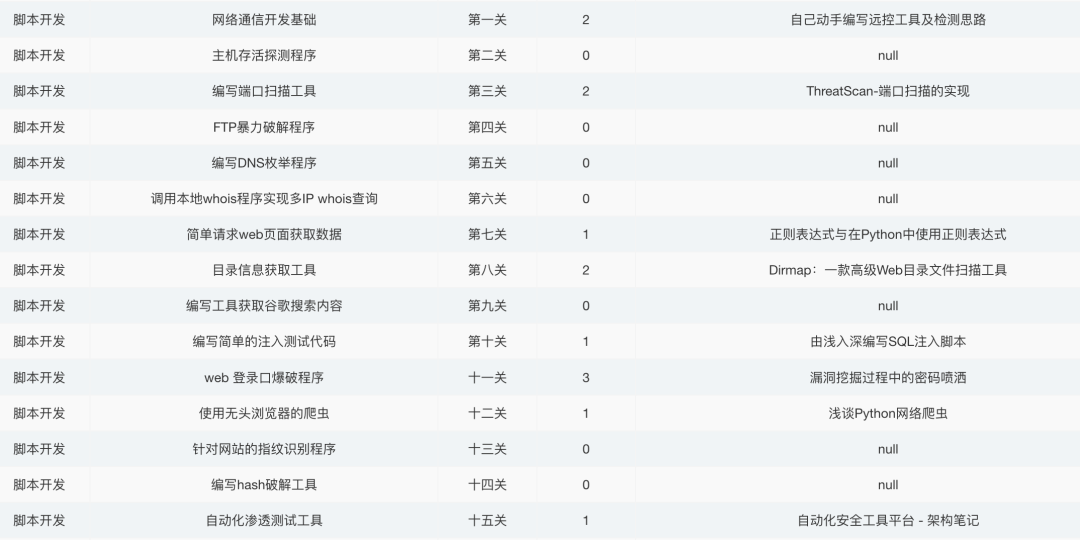 脚本开发 网络通信开发基础 第一关 2 自己动手编写远控工具及检测思路
脚本开发 主机存活探测程序 第二关 0 null
脚本开发 编写端口扫描工具 第三关 2 ThreatScan-端口扫描的实现
脚本开发 FTP暴力破解程序 第四关 0 null
脚本开发 编写DNS枚举程序 第五关 0 null
脚本开发 调用本地whois程序实现多IP whois查询 第六关 0 null
脚本开发 简单请求web页面获取数据 第七关 1 正则表达式与在Python中使用正则表达式
脚本开发 目录信息获取工具 第八关 2 Dirmap：一款高级Web目录文件扫描工具
脚本开发 编写工具获取谷歌搜索内容 第九关 0 null
脚本开发 编写简单的注入测试代码 第十关 1 由浅入深编写SQL注入脚本
脚本开发 web 登录口爆破程序 十一关 3 漏洞挖掘过程中的密码喷洒
脚本开发 使用无头浏览器的爬虫 十二关 1 浅谈Python网络爬虫
脚本开发 针对网站的指纹识别程序 十三关 0 null
脚本开发 编写hash破解工具 十四关 0 null
脚本开发 自动化渗透测试工具 十五关 1 自动化安全工具平台 - 架构笔记